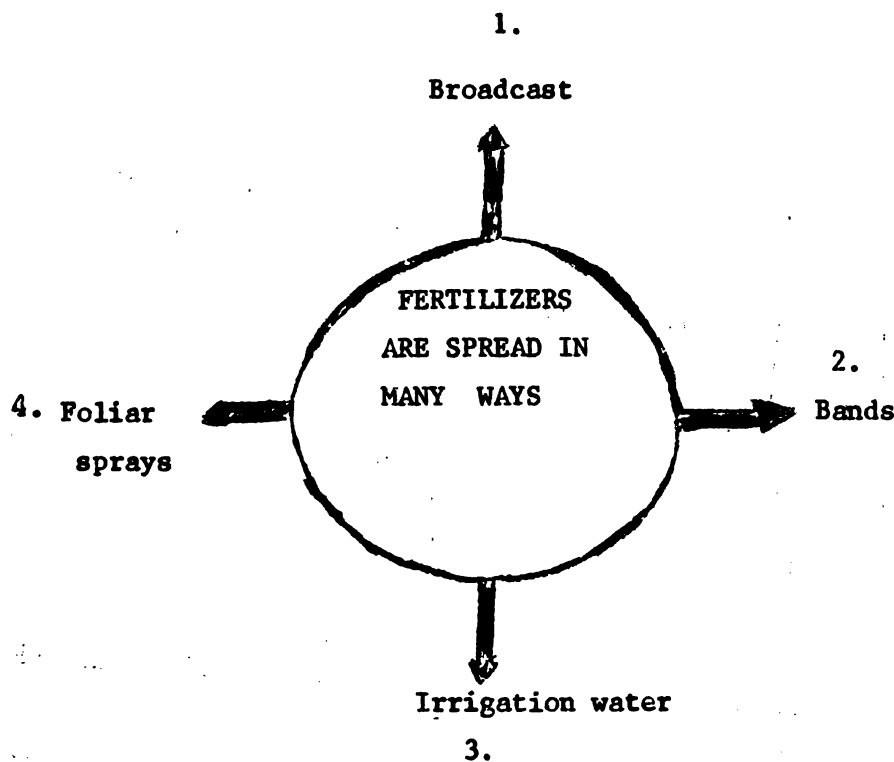 1.
Broadcast
FERTILIZERS
ARE SPREAD IN
MANY WAYS
2.
Bands
4. Foliar
sprays
Irrigation water
3.